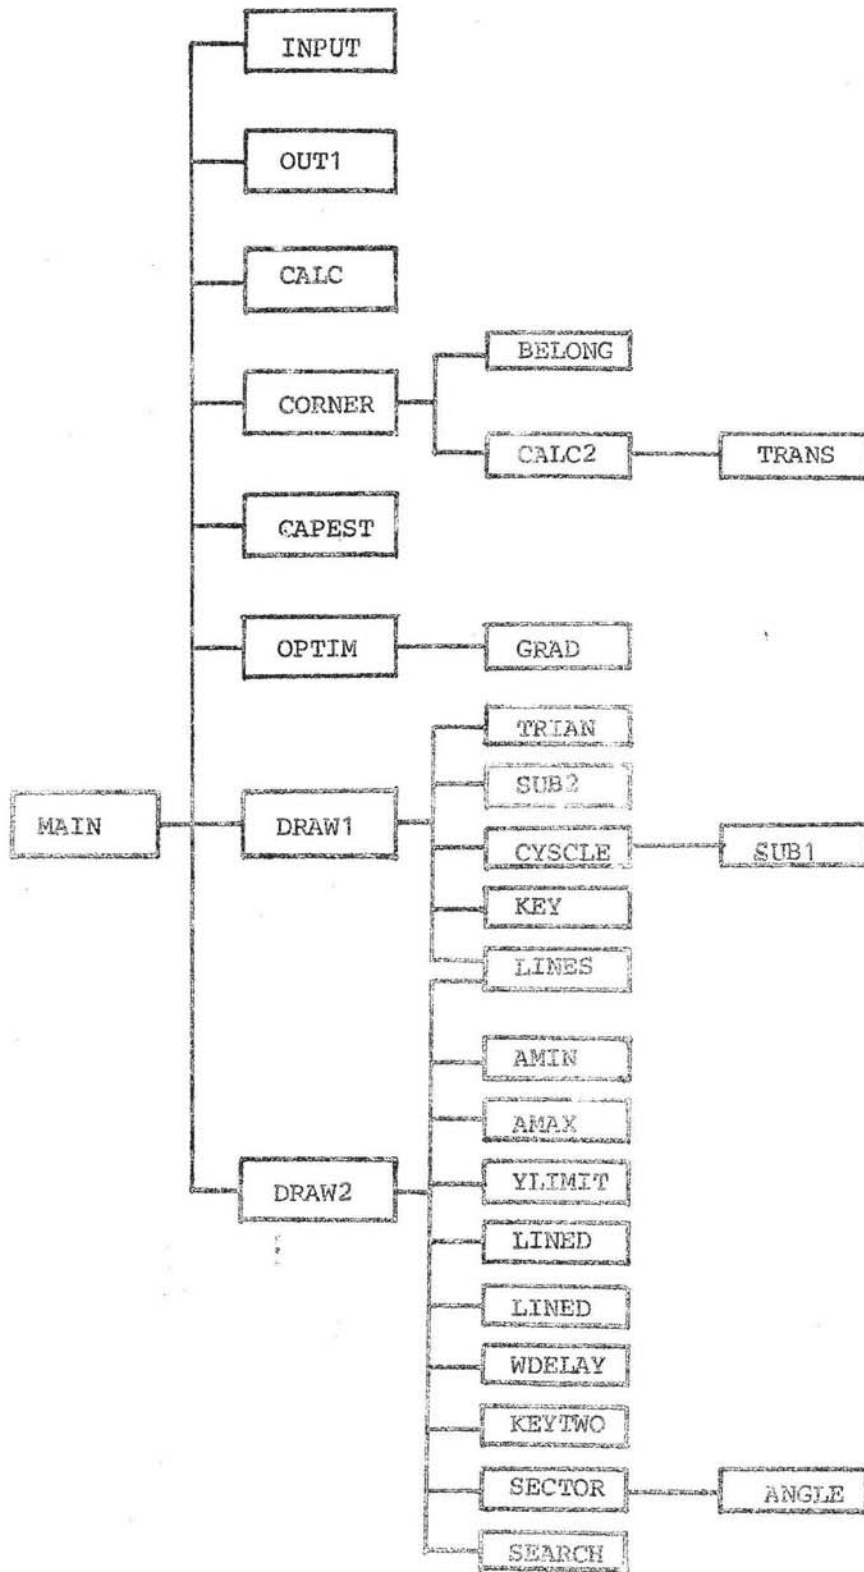 INPUT
OUT1
CALC
BELONG
CORNER
CALC2
TRANS
CAPEST
OPTIM
GRAD
TRIAN
SUB2
MAIN
DRAW1
CYSCLE
SUB1
KEY
LINES
AMIN
AMAX
DRAW2
YLIMIT
LINED
LINED
WDELAY
KEYTWO
SECTOR
ANGLE
SEARCH